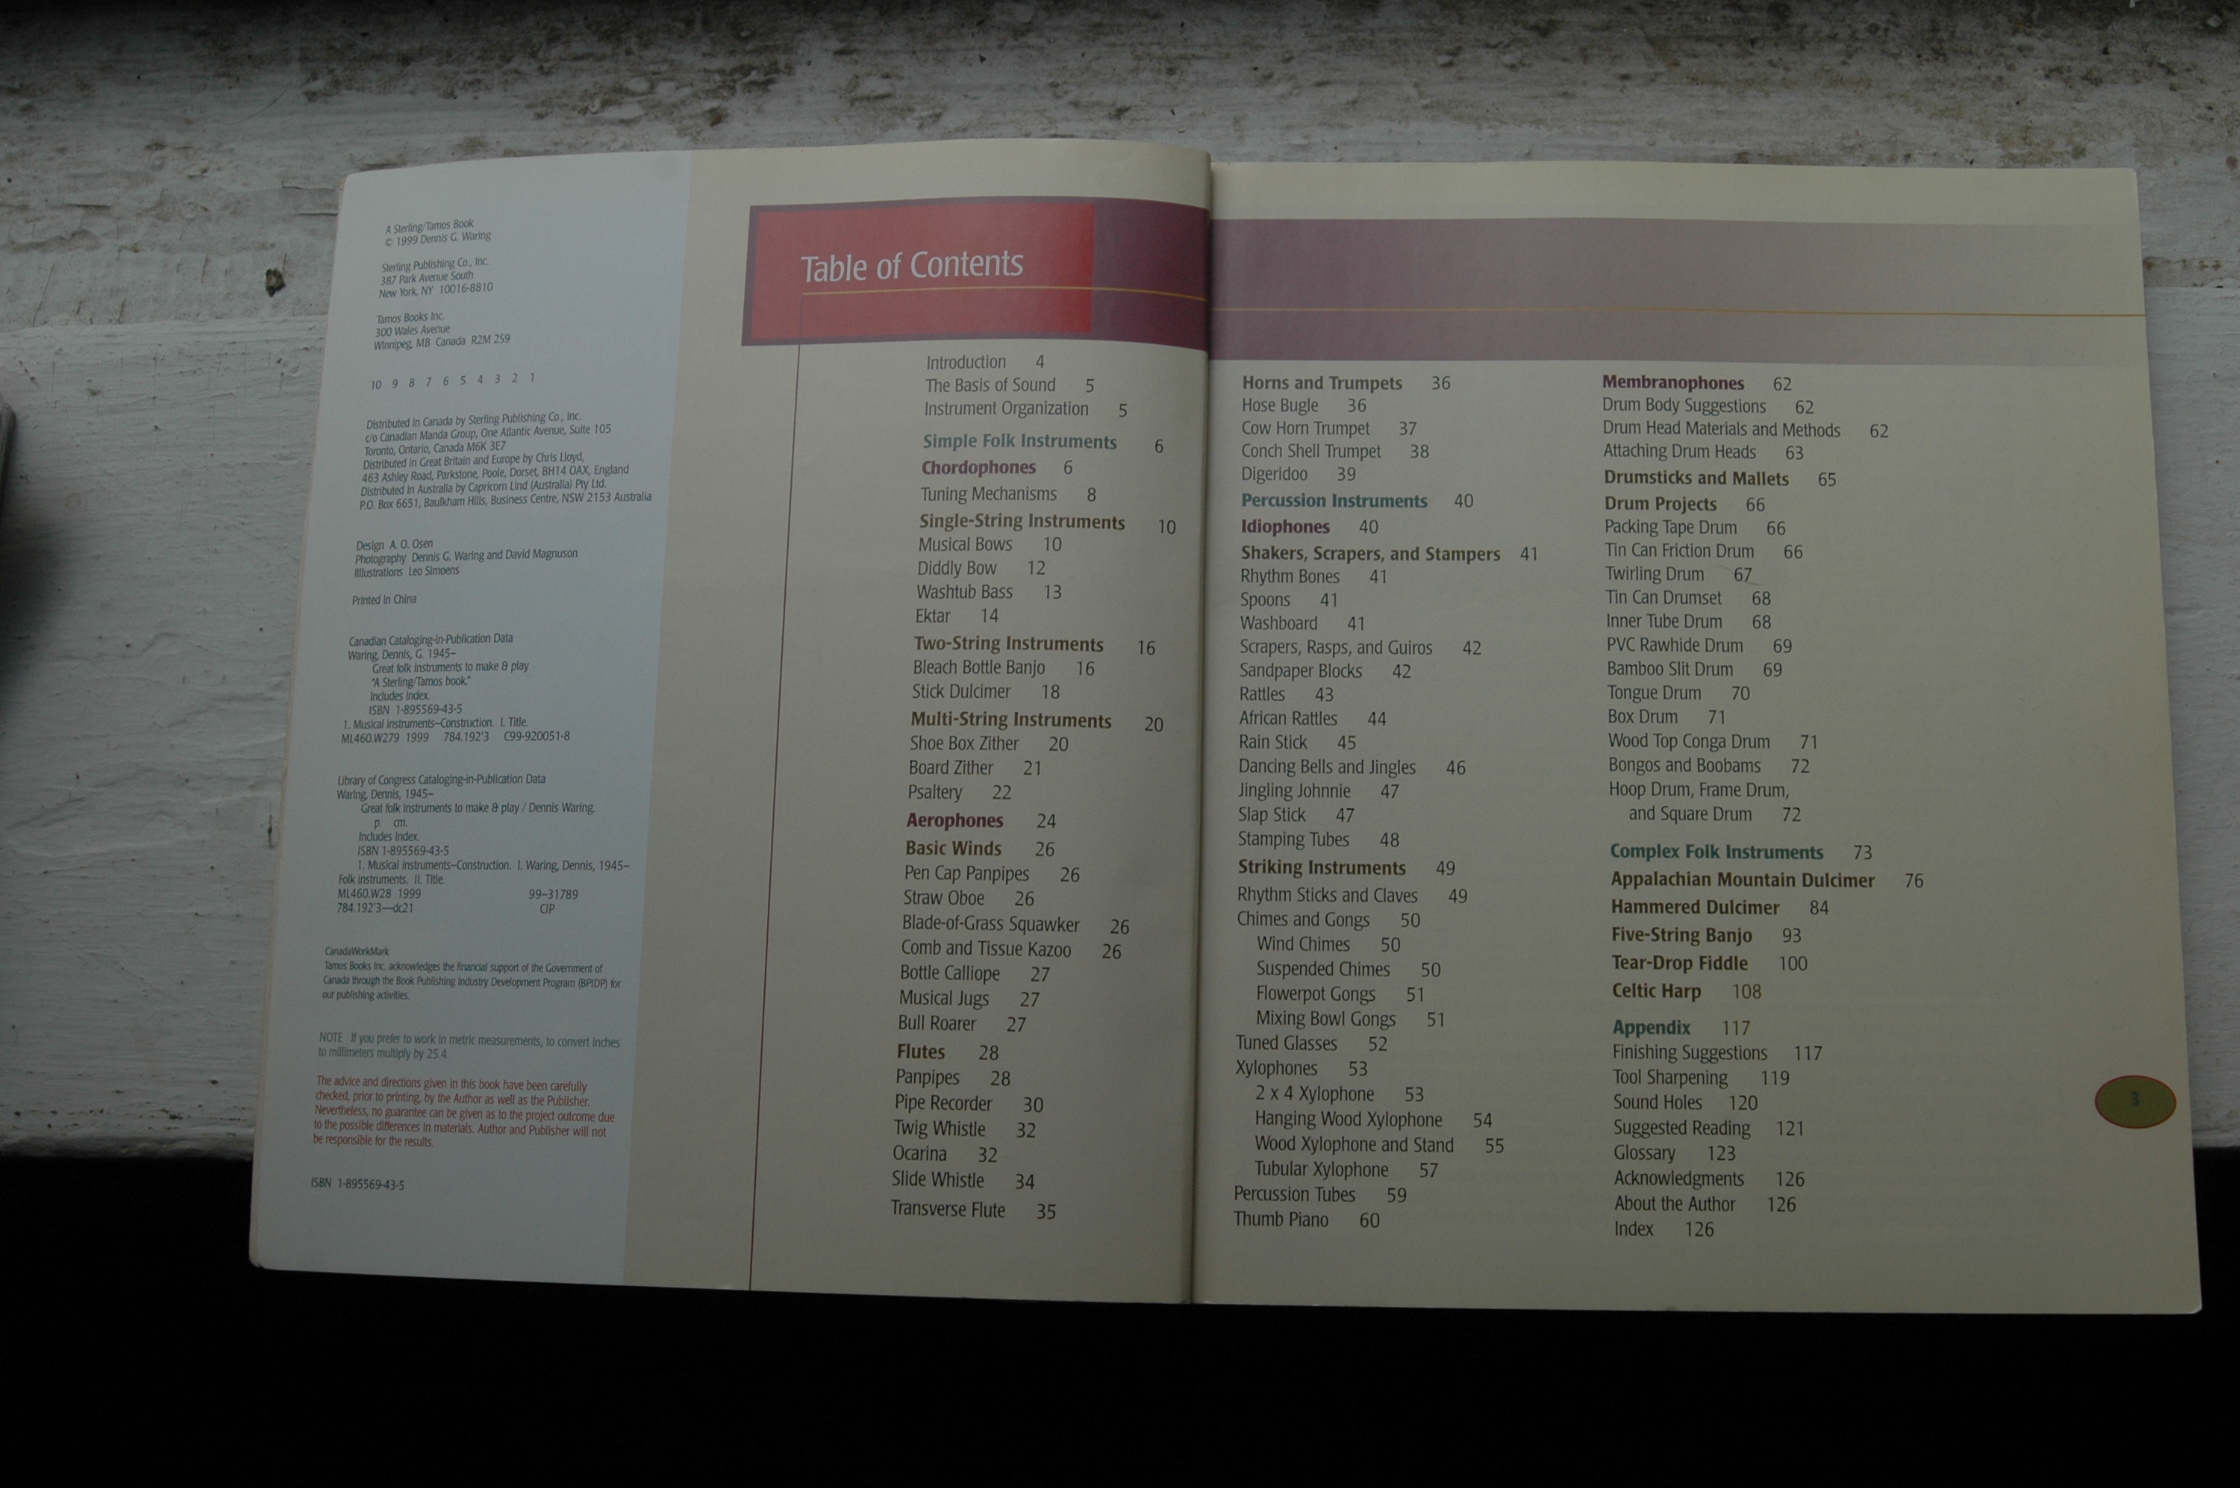 A Sterling/Tamos Book
© 1999 Dennis G. Waring
Sterling Publishing Co., Inc.
387 Park Avenue South
New York, NY 10016-8810
Tamos Books Inc.
300 Wales Avenue
Winnipeg, MB Canada R2M 2S9
10 9 8 7 6 5 4 3 2 1
Distributed in Canada by Sterling Publishing Co., Inc.
c/o Canadian Manda Group, One Atlantic Avenue, Suite 105
Toronto, Ontario, Canada M6K 3E7
Distributed in Great Britain and Europe by Chris Lloyd,
463 Ashley Road, Parkstone, Poole, Dorset, BH14 OAX, England
Distributed in Australia by Capricorn Lind (Australia) Pty Ltd.
P.O. Box 6651, Baulkham Hills, Business Centre, NSW 2153 Australia
Design A. O. Osen
Photography Dennis G. Waring and David Magnuson
Illlustrations Leo Simoens
Printed in China
Canadian Cataloging-in-Publication Data
Waring, Dennis, G. 1945–
Great folk instruments to make & play
"A Sterling/Tamos book."
Includes index.
ISBN 1-895569-43-5
1. Musical instruments–Construction. I. Title.
ML460.W279 1999 784.192'3 C99-920051-8
Library of Congress Cataloging-in-Publication Data
Waring, Dennis, 1945–
Great folk instruments to make & play / Dennis Waring.
p. cm.
Includes Index.
ISBN 1-895569-43-5
1. Musical instruments–Construction. I. Waring, Dennis, 1945–
Folk instruments. II. Title.
ML460.W28 1999 99–31789
784.192'3—dc21 CIP
CanadaWorkMark
Tamos Books Inc. acknowledges the financial support of the Government of
Canada through the Book Publishing Industry Development Program (BPIDP) for
our publishing activities.
NOTE If you prefer to work in metric measurements, to convert inches
to millimeters multiply by 25.4.
The advice and directions given in this book have been carefully
checked, prior to printing, by the Author as well as the Publisher.
Nevertheless, no guarantee can be given as to the project outcome due
to the possible differences in materials. Author and Publisher will not
be responsible for the results.
ISBN 1-895569-43-5
Table of Contents
Introduction 4
The Basis of Sound 5
Instrument Organization 5
Simple Folk Instruments 6
Chordophones 6
Tuning Mechanisms 8
Single-String Instruments 10
Musical Bows 10
Diddly Bow 12
Washtub Bass 13
Ektar 14
Two-String Instruments 16
Bleach Bottle Banjo 16
Stick Dulcimer 18
Multi-String Instruments 20
Shoe Box Zither 20
Board Zither 21
Psaltery 22
Aerophones 24
Basic Winds 26
Pen Cap Panpipes 26
Straw Oboe 26
Blade-of-Grass Squawker 26
Comb and Tissue Kazoo 26
Bottle Calliope 27
Musical Jugs 27
Bull Roarer 27
Flutes 28
Panpipes 28
Pipe Recorder 30
Twig Whistle 32
Ocarina 32
Slide Whistle 34
Transverse Flute 35
Horns and Trumpets 36
Hose Bugle 36
Cow Horn Trumpet 37
Conch Shell Trumpet 38
Digeridoo 39
Percussion Instruments 40
Idiophones 40
Shakers, Scrapers, and Stampers 41
Rhythm Bones 41
Spoons 41
Washboard 41
Scrapers, Rasps, and Guiros 42
Sandpaper Blocks 42
Rattles 43
African Rattles 44
Rain Stick 45
Dancing Bells and Jingles 46
Jingling Johnnie 47
Slap Stick 47
Stamping Tubes 48
Striking Instruments 49
Rhythm Sticks and Claves 49
Chimes and Gongs 50
Wind Chimes 50
Suspended Chimes 50
Flowerpot Gongs 51
Mixing Bowl Gongs 51
Tuned Glasses 52
Xylophones 53
2 x 4 Xylophone 53
Hanging Wood Xylophone 54
Wood Xylophone and Stand 55
Tubular Xylophone 57
Percussion Tubes 59
Thumb Piano 60
Membranophones 62
Drum Body Suggestions 62
Drum Head Materials and Methods 62
Attaching Drum Heads 63
Drumsticks and Mallets 65
Drum Projects 66
Packing Tape Drum 66
Tin Can Friction Drum 66
Twirling Drum 67
Tin Can Drumset 68
Inner Tube Drum 68
PVC Rawhide Drum 69
Bamboo Slit Drum 69
Tongue Drum 70
Box Drum 71
Wood Top Conga Drum 71
Bongos and Boobams 72
Hoop Drum, Frame Drum,
and Square Drum 72
Complex Folk Instruments 73
Appalachian Mountain Dulcimer 76
Hammered Dulcimer 84
Five-String Banjo 93
Tear-Drop Fiddle 100
Celtic Harp 108
Appendix 117
Finishing Suggestions 117
Tool Sharpening 119
Sound Holes 120
Suggested Reading 121
Glossary 123
Acknowledgments 126
About the Author 126
Index 126
3